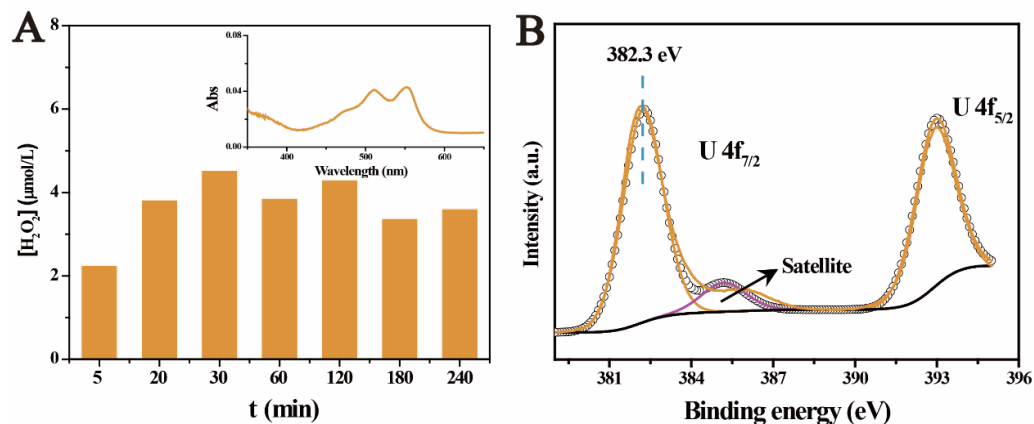 A
[H₂O₂] (μmol/L)
8
6
4
2
0
5 20 30 60 120 180 240
t (min)
Abs
0.08
0.04
0.00
400 500 600
Wavelength (nm)
B
382.3 eV
U 4f₇/₂
U 4f₅/₂
Satellite
Intensity (a.u.)
381 384 387 390 393 396
Binding energy (eV)